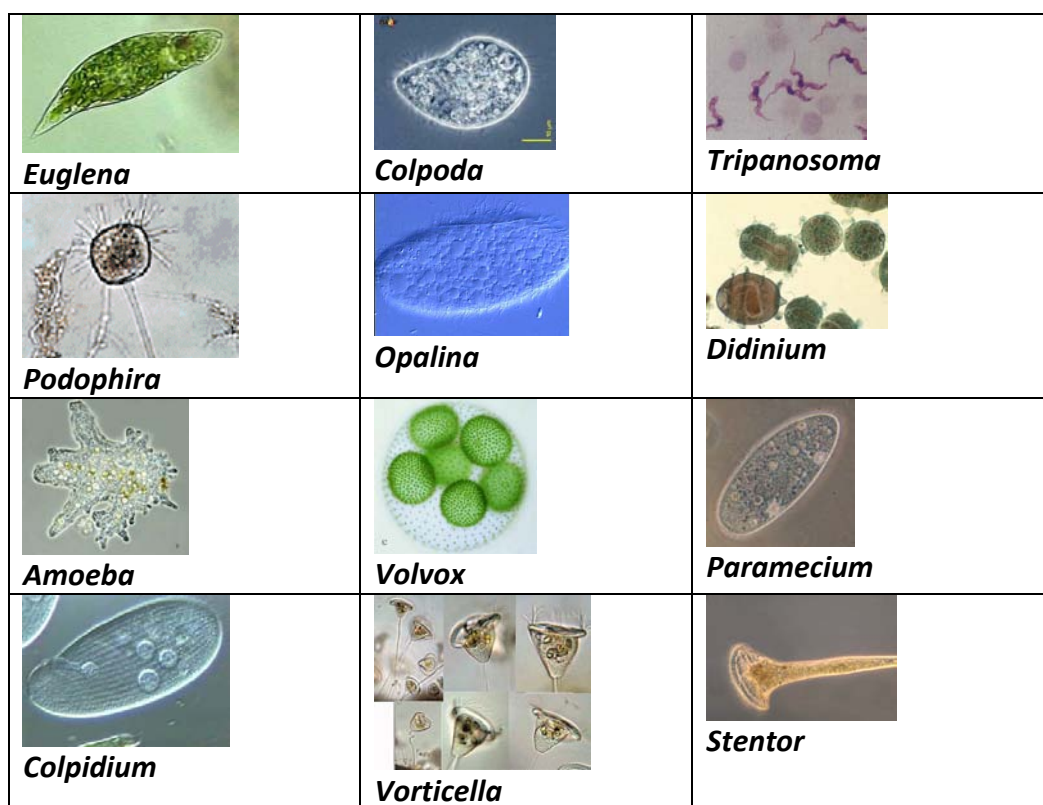 Euglena
Colpoda
Tripanosoma
Podophira
Opalina
Didinium
Amoeba
Volvox
Paramecium
Colpidium
Vorticella
Stentor